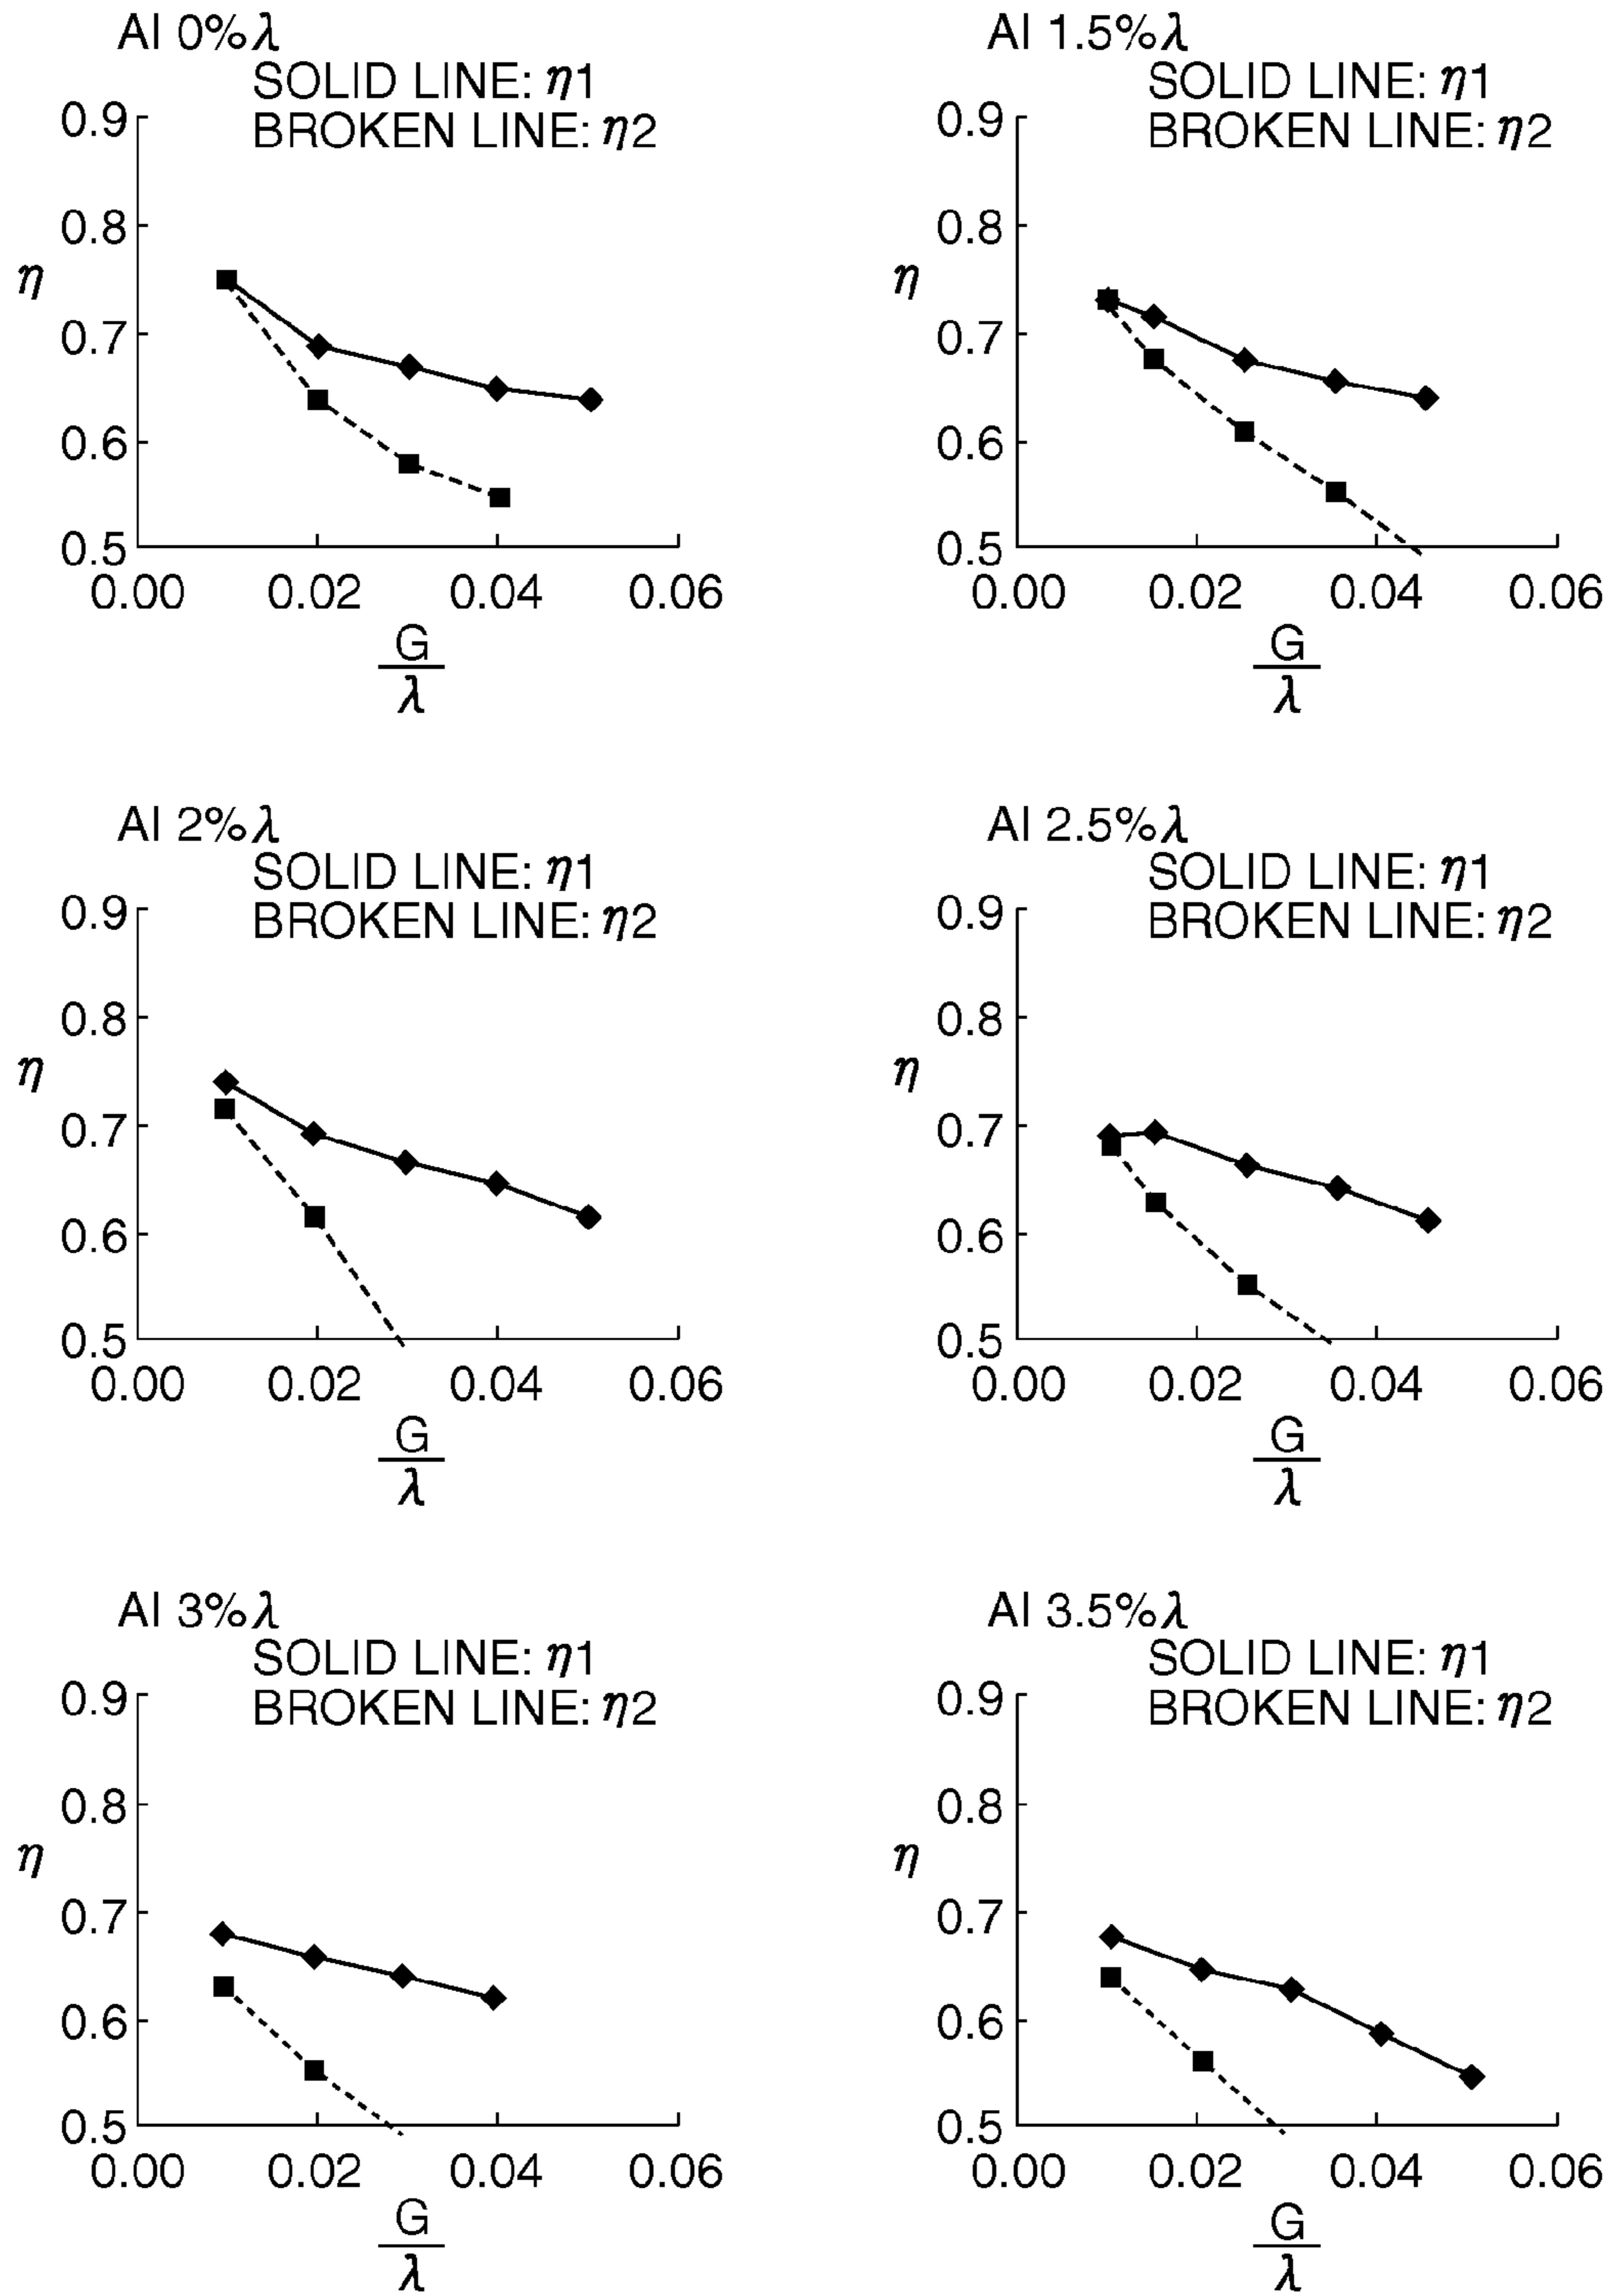 Al 0%λ
SOLID LINE: η1
BROKEN LINE: η2
0.9
0.8
η
0.7
0.6
0.5
0.00 0.02 0.04 0.06
G
λ
Al 1.5%λ
SOLID LINE: η1
BROKEN LINE: η2
0.9
0.8
η
0.7
0.6
0.5
0.00 0.02 0.04 0.06
G
λ
Al 2%λ
SOLID LINE: η1
BROKEN LINE: η2
0.9
0.8
η
0.7
0.6
0.5
0.00 0.02 0.04 0.06
G
λ
Al 2.5%λ
SOLID LINE: η1
BROKEN LINE: η2
0.9
0.8
η
0.7
0.6
0.5
0.00 0.02 0.04 0.06
G
λ
Al 3%λ
SOLID LINE: η1
BROKEN LINE: η2
0.9
0.8
η
0.7
0.6
0.5
0.00 0.02 0.04 0.06
G
λ
Al 3.5%λ
SOLID LINE: η1
BROKEN LINE: η2
0.9
0.8
η
0.7
0.6
0.5
0.00 0.02 0.04 0.06
G
λ